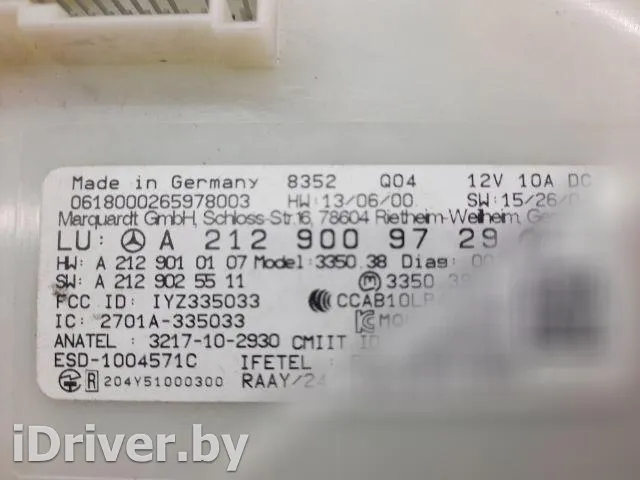 Made in Germany 8352 Q04 12V 10A DC
0618000265978003 HW:13/06/00 SW:15/26/
Marquardt GmbH, Schloss-Str.16, 78604 Rietheim-Weilheim,
LU: A 212 900 97 29
HW: A 212 901 01 07 Model:3350.38 Diag:
SW: A 212 902 55 11 3350
FCC ID: IYZ335033
IC: 2701A-335033
ANATEL: 3217-10-2930 CMIIT ID
ESD-1004571C IFETEL:
R 204Y51000300 RAAY/24
iDriver.by